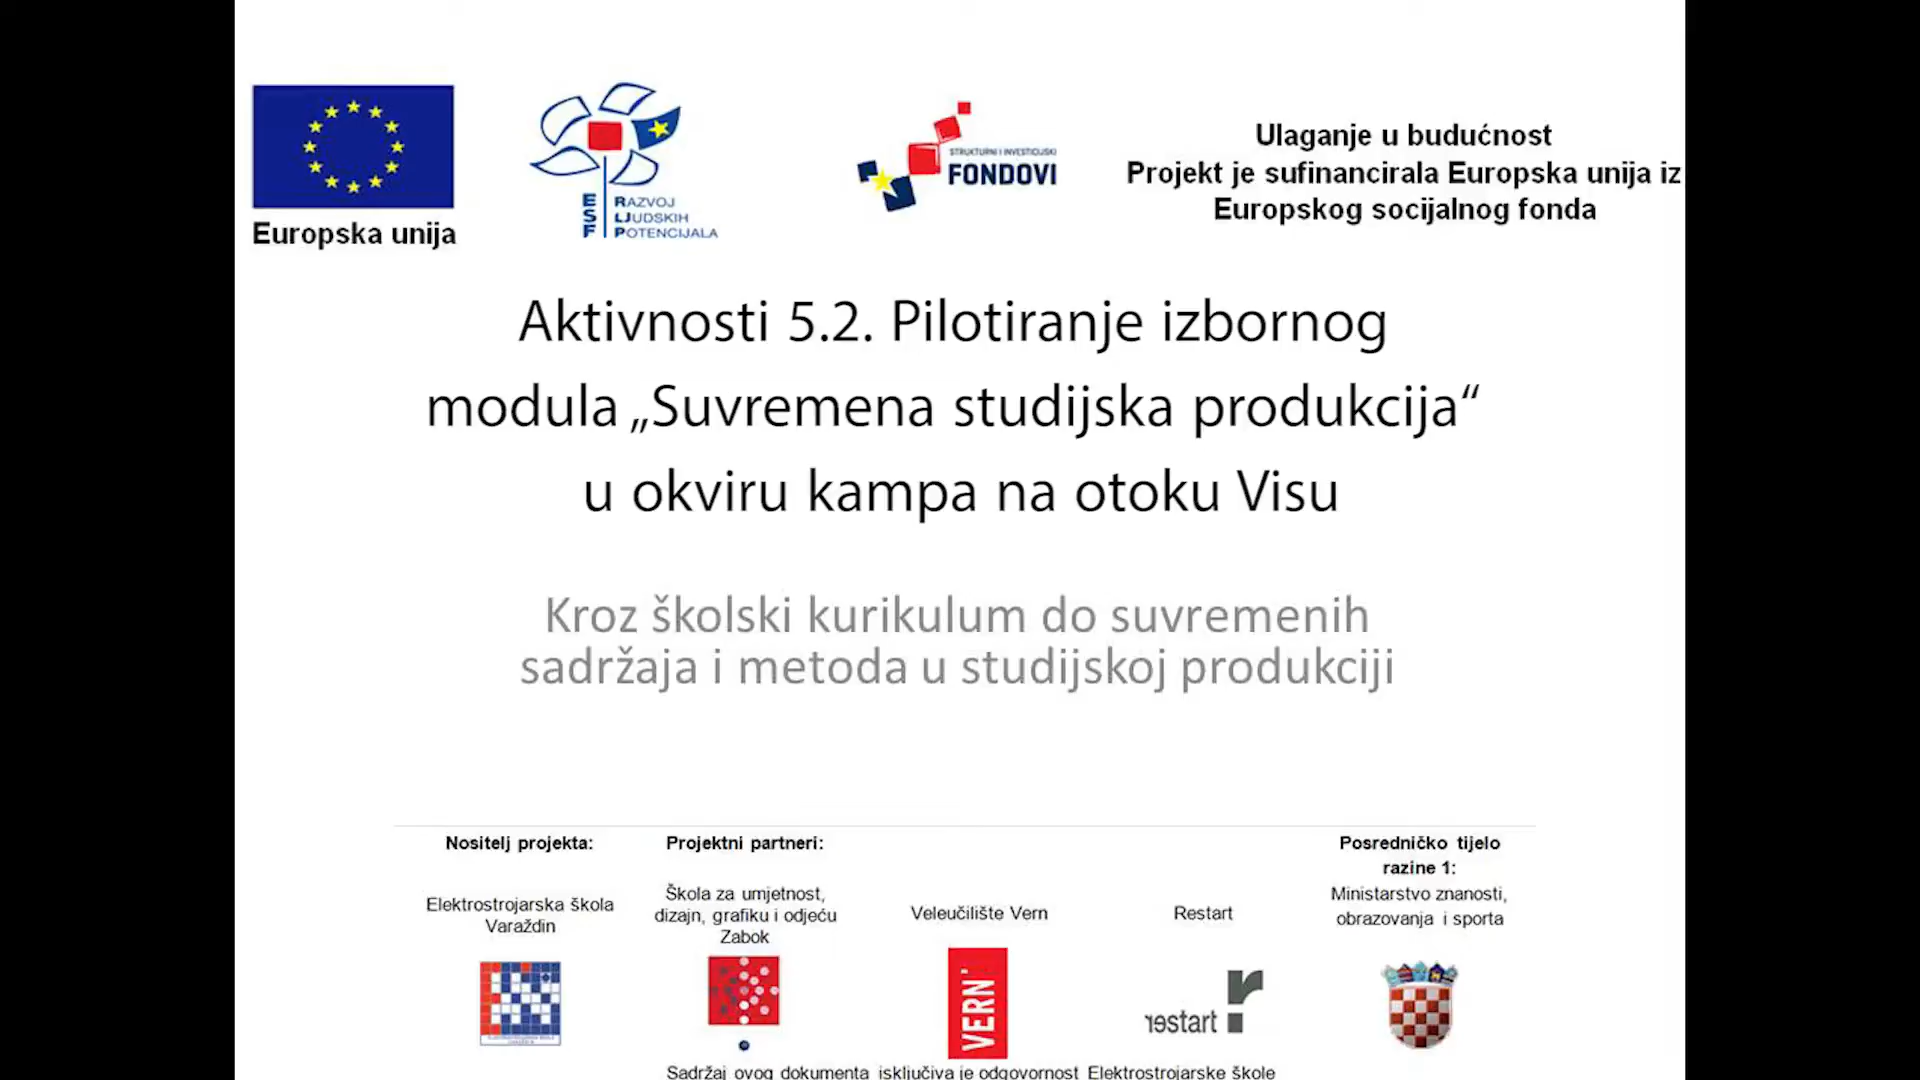 Europska unija
ESF
RAZVOJ
LJUDSKIH
POTENCIJALA
STRUKTURNI I INVESTICIJSKI
FONDOVI
Ulaganje u budućnost
Projekt je sufinancirala Europska unija iz
Europskog socijalnog fonda
Aktivnosti 5.2. Pilotiranje izbornog
modula „Suvremena studijska produkcija“
u okviru kampa na otoku Visu
Kroz školski kurikulum do suvremenih
sadržaja i metoda u studijskoj produkciji
Nositelj projekta:
Elektrostrojarska škola
Varaždin
Projektni partneri:
Škola za umjetnost,
dizajn, grafiku i odjeću
Zabok
Veleučilište Vern
VERN'
Restart
restart
Posredničko tijelo
razine 1:
Ministarstvo znanosti,
obrazovanja i sporta
Sadržaj ovog dokumenta isključiva je odgovornost Elektrostrojarske škole